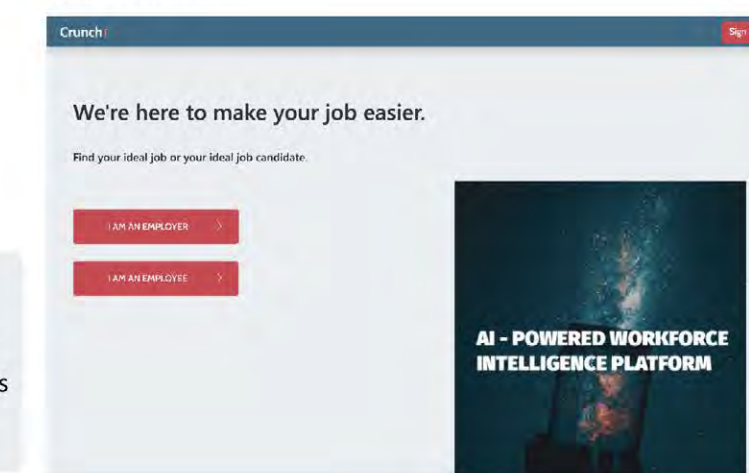 Crunch
Sign
We're here to make your job easier.
Find your ideal job or your ideal job candidate.
I AM AN EMPLOYER
I AM AN EMPLOYEE
AI - POWERED WORKFORCE
INTELLIGENCE PLATFORM
s